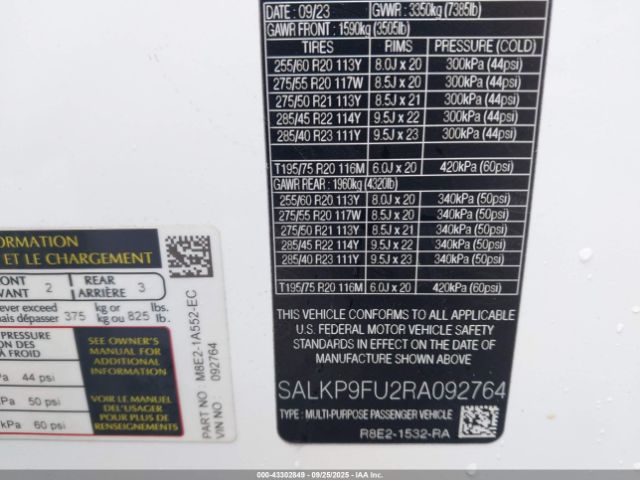 DATE : 09/23 GVWR : 3350kg (7385lb)
GAWR FRONT : 1590kg (3505lb)
TIRES RIMS PRESSURE (COLD)
255/60 R20 113Y 8.0J x 20 300kPa (44psi)
275/55 R20 117W 8.5J x 20 300kPa (44psi)
275/50 R21 113Y 8.5J x 21 300kPa (44psi)
285/45 R22 114Y 9.5J x 22 300kPa (44psi)
285/40 R23 111Y 9.5J x 23 300kPa (44psi)
T195/75 R20 116M 6.0J x 20 420kPa (60psi)
GAWR REAR : 1960kg (4320lb)
255/60 R20 113Y 8.0J x 20 340kPa (50psi)
275/55 R20 117W 8.5J x 20 340kPa (50psi)
275/50 R21 113Y 8.5J x 21 340kPa (50psi)
285/45 R22 114Y 9.5J x 22 340kPa (50psi)
285/40 R23 111Y 9.5J x 23 340kPa (50psi)
T195/75 R20 116M 6.0J x 20 420kPa (60psi)
THIS VEHICLE CONFORMS TO ALL APPLICABLE
U.S. FEDERAL MOTOR VEHICLE SAFETY
STANDARDS IN EFFECT ON THE DATE OF
MANUFACTURE SHOWN ABOVE
SALKP9FU2RA092764
TYPE : MULTI-PURPOSE PASSENGER VEHICLE
R8E2-1532-RA
ORMATION
ET LE CHARGEMENT
ONT 2 REAR 3
VANT ARRIÈRE
ever exceed 375 kg or 825 lbs.
ais dépasser kg ou lb.
PRESSURE
DES
À FROID
Pa 44 psi
kPa 50 psi
kPa 60 psi
SEE OWNER'S
MANUAL FOR
ADDITIONAL
INFORMATION
VOIR LE MANUEL
DE L'USAGER
POUR PLUS DE
RENSEIGNEMENTS
PART NO: M8E2-1A552-EC
VIN NO: 092764
000-43302849 - 09/25/2025 - IAAI.COM